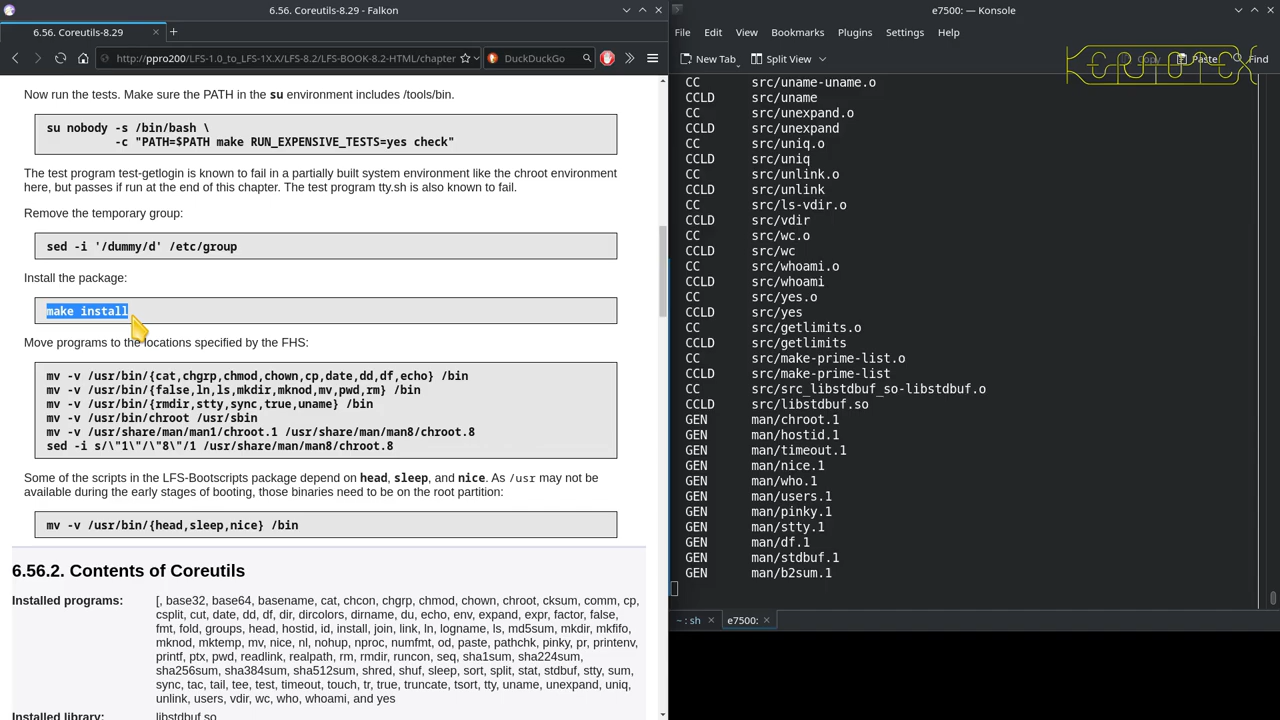 6.56. Coreutils-8.29 - Falkon
6.56. Coreutils-8.29
http://ppro200/LFS-1.0_to_LFS-1X.X/LFS-8.2/LFS-BOOK-8.2-HTML/chapter
DuckDuckGo
Now run the tests. Make sure the PATH in the su environment includes /tools/bin.
su nobody -s /bin/bash \
-c "PATH=$PATH make RUN_EXPENSIVE_TESTS=yes check"
The test program test-getlogin is known to fail in a partially built system environment like the chroot environment
here, but passes if run at the end of this chapter. The test program tty.sh is also known to fail.
Remove the temporary group:
sed -i '/dummy/d' /etc/group
Install the package:
make install
Move programs to the locations specified by the FHS:
mv -v /usr/bin/{cat,chgrp,chmod,chown,cp,date,dd,df,echo} /bin
mv -v /usr/bin/{false,ln,ls,mkdir,mknod,mv,pwd,rm} /bin
mv -v /usr/bin/{rmdir,stty,sync,true,uname} /bin
mv -v /usr/bin/chroot /usr/sbin
mv -v /usr/share/man/man1/chroot.1 /usr/share/man/man8/chroot.8
sed -i s/\"1\"/\"8\"/1 /usr/share/man/man8/chroot.8
Some of the scripts in the LFS-Bootscripts package depend on head, sleep, and nice. As /usr may not be
available during the early stages of booting, those binaries need to be on the root partition:
mv -v /usr/bin/{head,sleep,nice} /bin
6.56.2. Contents of Coreutils
Installed programs: [, base32, base64, basename, cat, chcon, chgrp, chmod, chown, chroot, cksum, comm, cp,
csplit, cut, date, dd, df, dir, dircolors, dirname, du, echo, env, expand, expr, factor, false,
fmt, fold, groups, head, hostid, id, install, join, link, ln, logname, ls, md5sum, mkdir, mkfifo,
mknod, mktemp, mv, nice, nl, nohup, nproc, numfmt, od, paste, pathchk, pinky, pr, printenv,
printf, ptx, pwd, readlink, realpath, rm, rmdir, runcon, seq, sha1sum, sha224sum,
sha256sum, sha384sum, sha512sum, shred, shuf, sleep, sort, split, stat, stdbuf, stty, sum,
sync, tac, tail, tee, test, timeout, touch, tr, true, truncate, tsort, tty, uname, unexpand, uniq,
unlink, users, vdir, wc, who, whoami, and yes
Installed library: libstdbuf.so
e7500: — Konsole
File Edit View Bookmarks Plugins Settings Help
New Tab Split View Copy Paste Find
CC src/uname-uname.o
CCLD src/uname
CC src/unexpand.o
CCLD src/unexpand
CC src/uniq.o
CCLD src/uniq
CC src/unlink.o
CCLD src/unlink
CC src/ls-vdir.o
CCLD src/vdir
CC src/wc.o
CCLD src/wc
CC src/whoami.o
CCLD src/whoami
CC src/yes.o
CCLD src/yes
CC src/getlimits.o
CCLD src/getlimits
CC src/make-prime-list.o
CCLD src/make-prime-list
CC src/src_libstdbuf_so-libstdbuf.o
CCLD src/libstdbuf.so
GEN man/chroot.1
GEN man/hostid.1
GEN man/timeout.1
GEN man/nice.1
GEN man/who.1
GEN man/users.1
GEN man/pinky.1
GEN man/stty.1
GEN man/df.1
GEN man/stdbuf.1
GEN man/b2sum.1
~ : sh
e7500: